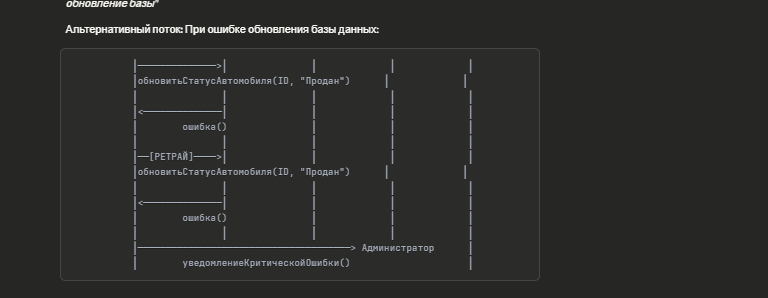 обновление базы"
Альтернативный поток: При ошибке обновления базы данных:
|──────────────>|               |             |             |
|обновитьСтатусАвтомобиля(ID, "Продан")      |             |
|               |               |             |             |
|<──────────────|               |             |             |
|        ошибка()               |             |             |
|               |               |             |             |
|──[РЕТРАЙ]────>|               |             |             |
|обновитьСтатусАвтомобиля(ID, "Продан")      |             |
|               |               |             |             |
|<──────────────|               |             |             |
|        ошибка()               |             |             |
|               |               |             |             |
|──────────────────────────────────────> Администратор      |
|        уведомлениеКритическойОшибки()                     |